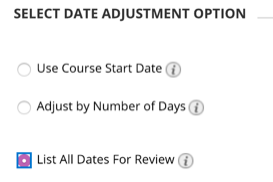 SELECT DATE ADJUSTMENT OPTION
Use Course Start Date i
Adjust by Number of Days i
List All Dates For Review i